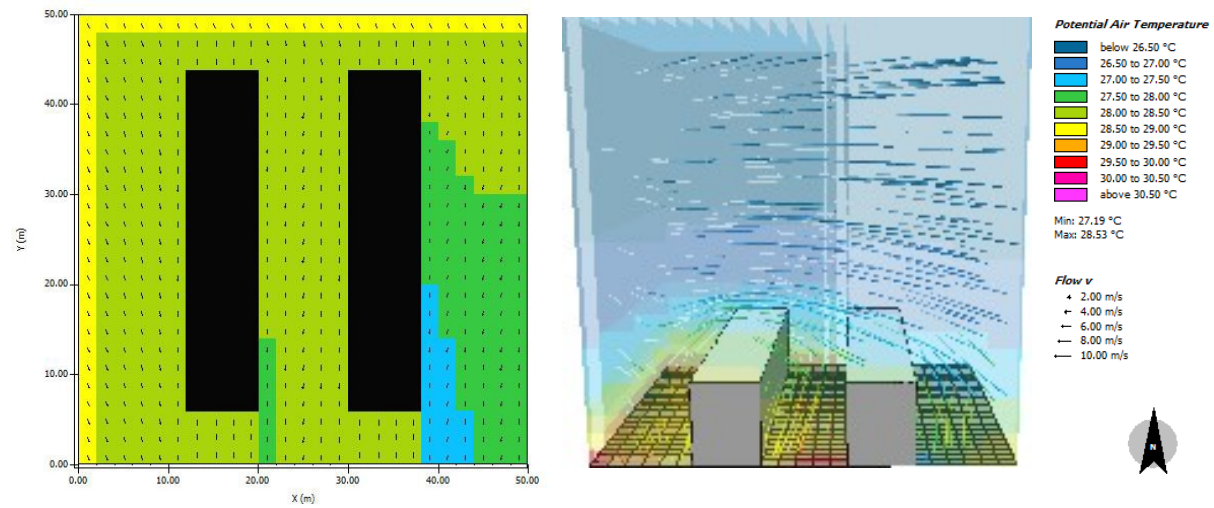 50.00
40.00
30.00
20.00
10.00
0.00
Y (m)
0.00 10.00 20.00 30.00 40.00 50.00
X (m)
Potential Air Temperature
below 26.50 °C
26.50 to 27.00 °C
27.00 to 27.50 °C
27.50 to 28.00 °C
28.00 to 28.50 °C
28.50 to 29.00 °C
29.00 to 29.50 °C
29.50 to 30.00 °C
30.00 to 30.50 °C
above 30.50 °C
Min: 27.19 °C
Max: 28.53 °C
Flow v
2.00 m/s
4.00 m/s
6.00 m/s
8.00 m/s
10.00 m/s
N